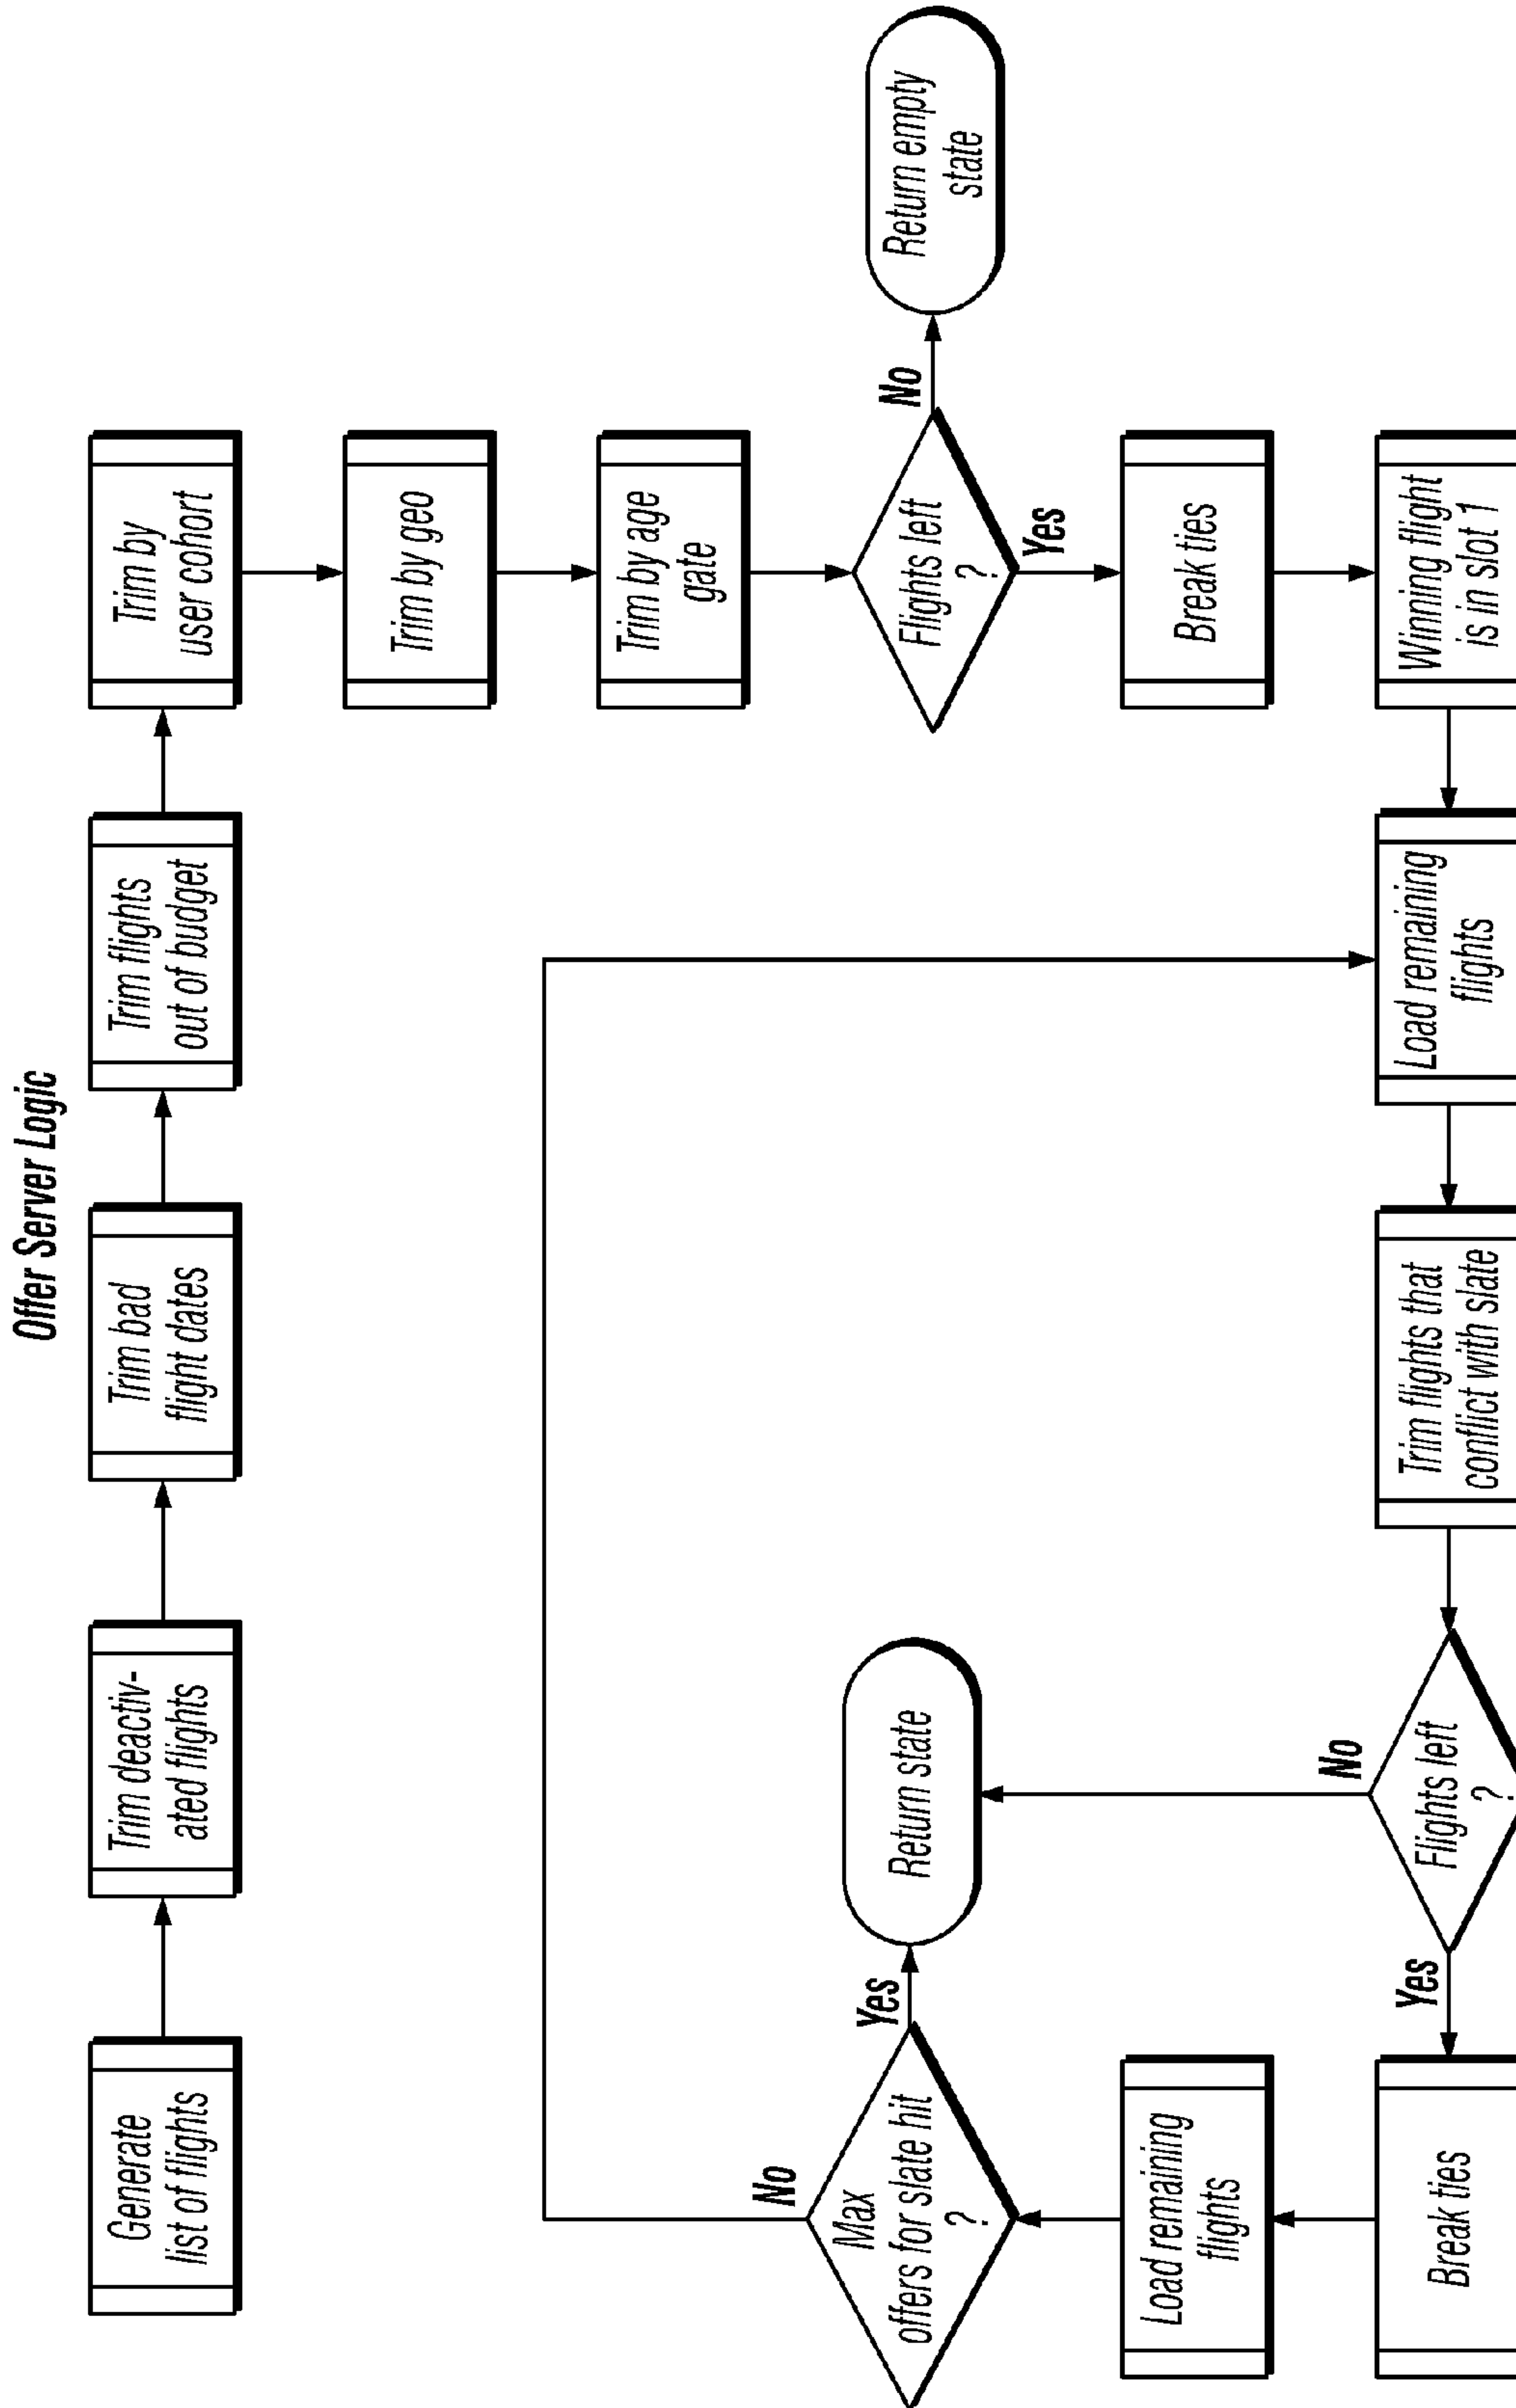 Offer Server Logic
Generate
list of flights
Trim deactiv-
ated flights
Trim bad
flight dates
Trim flights
out of budget
Trim by
user cohort
Trim by geo
Trim by age
gate
Flights left
?
No
Return empty
state
Yes
Break ties
Winning flight
is in slot 1
Load remaining
flights
Trim flights that
conflict with slate
Flights left
?
No
Return state
Yes
Break ties
Load remaining
flights
Max
offers for slate hit
?
Yes
No